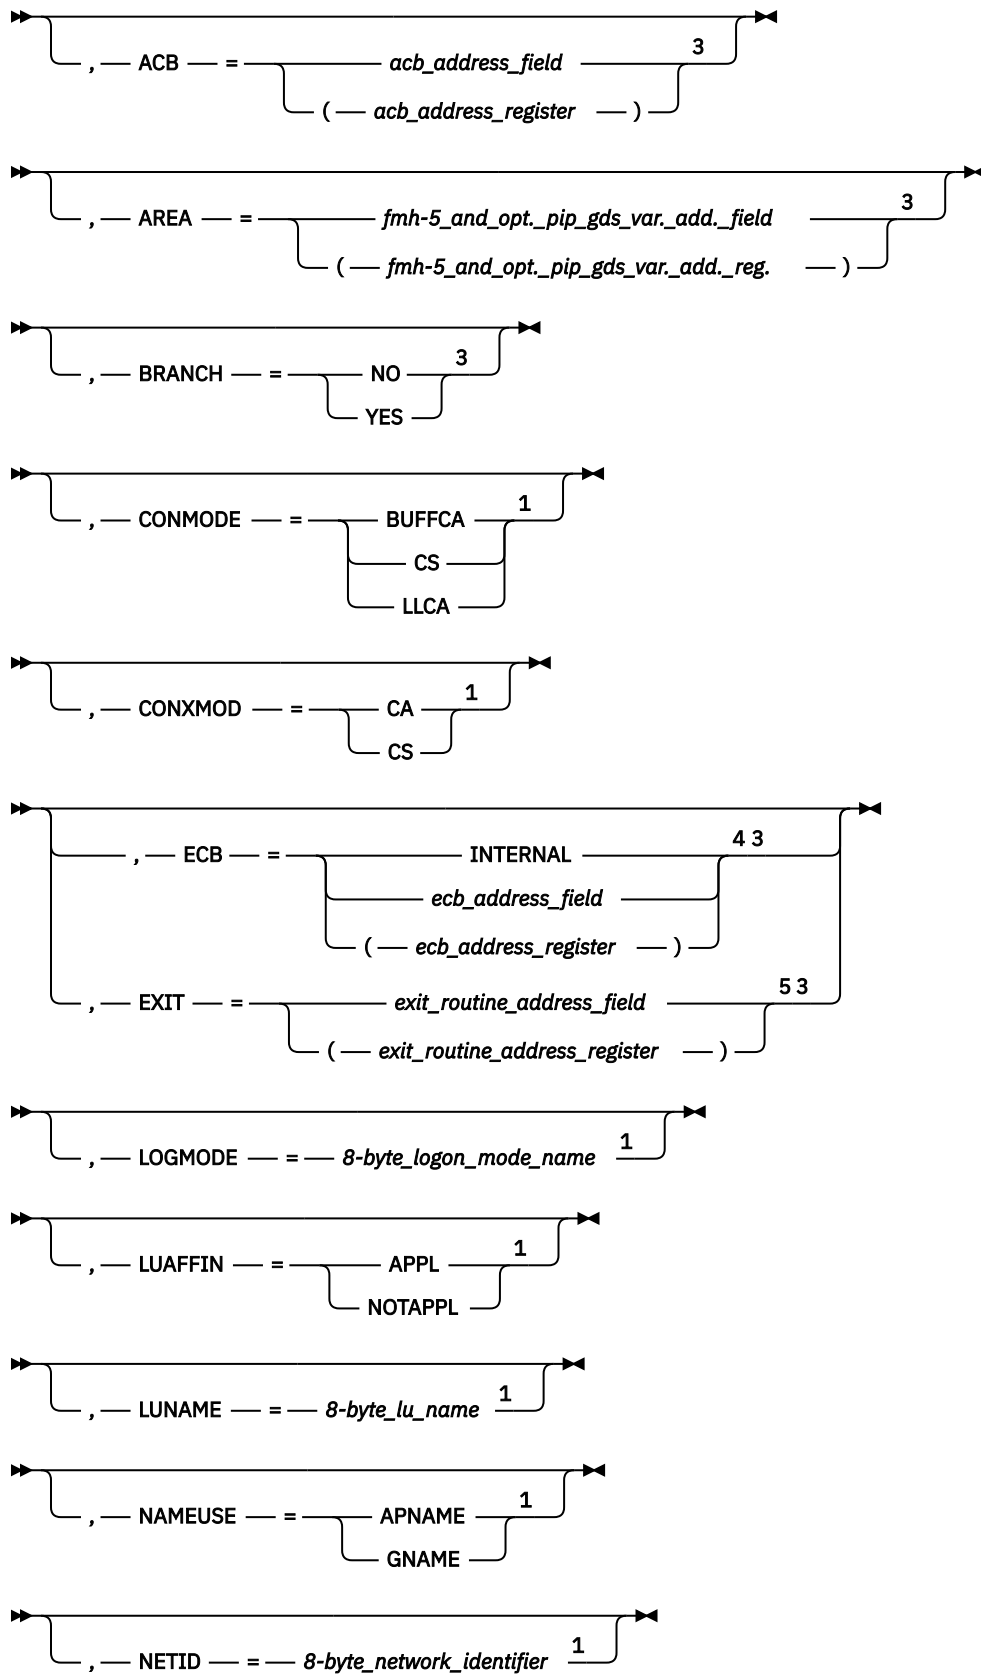 3
, ACB = acb_address_field
( acb_address_register )
3
, AREA = fmh-5_and_opt._pip_gds_var._add._field
( fmh-5_and_opt._pip_gds_var._add._reg. )
3
, BRANCH = NO
YES
1
, CONMODE = BUFFCA
CS
LLCA
1
, CONXMOD = CA
CS
4 3
, ECB = INTERNAL
ecb_address_field
( ecb_address_register )
5 3
, EXIT = exit_routine_address_field
( exit_routine_address_register )
1
, LOGMODE = 8-byte_logon_mode_name
1
, LUAFFIN = APPL
NOTAPPL
1
, LUNAME = 8-byte_lu_name
1
, NAMEUSE = APNAME
GNAME
1
, NETID = 8-byte_network_identifier